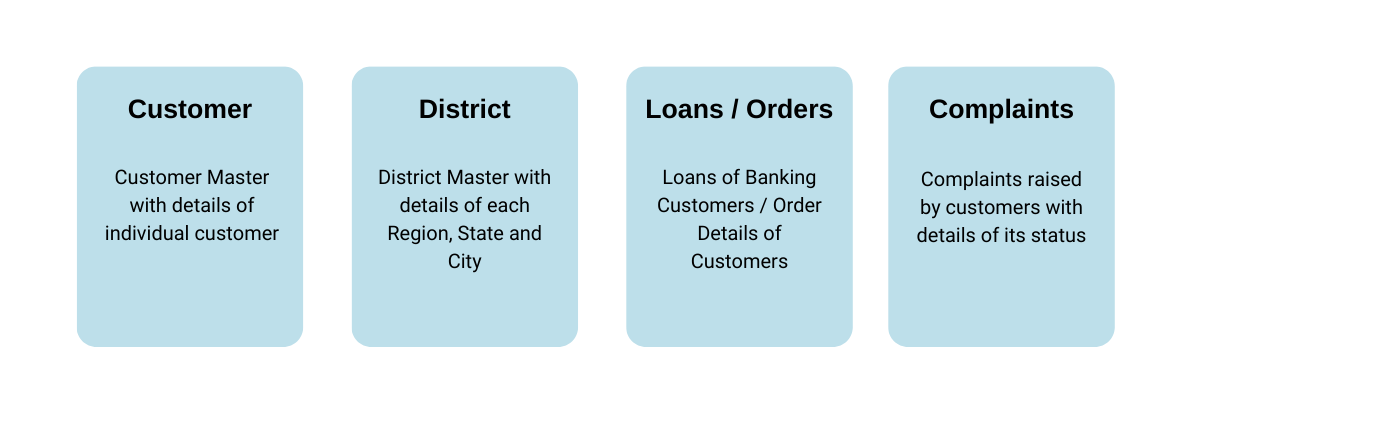 Customer
Customer Master
with details of
individual customer
District
District Master with
details of each
Region, State and
City
Loans / Orders
Loans of Banking
Customers / Order
Details of
Customers
Complaints
Complaints raised
by customers with
details of its status